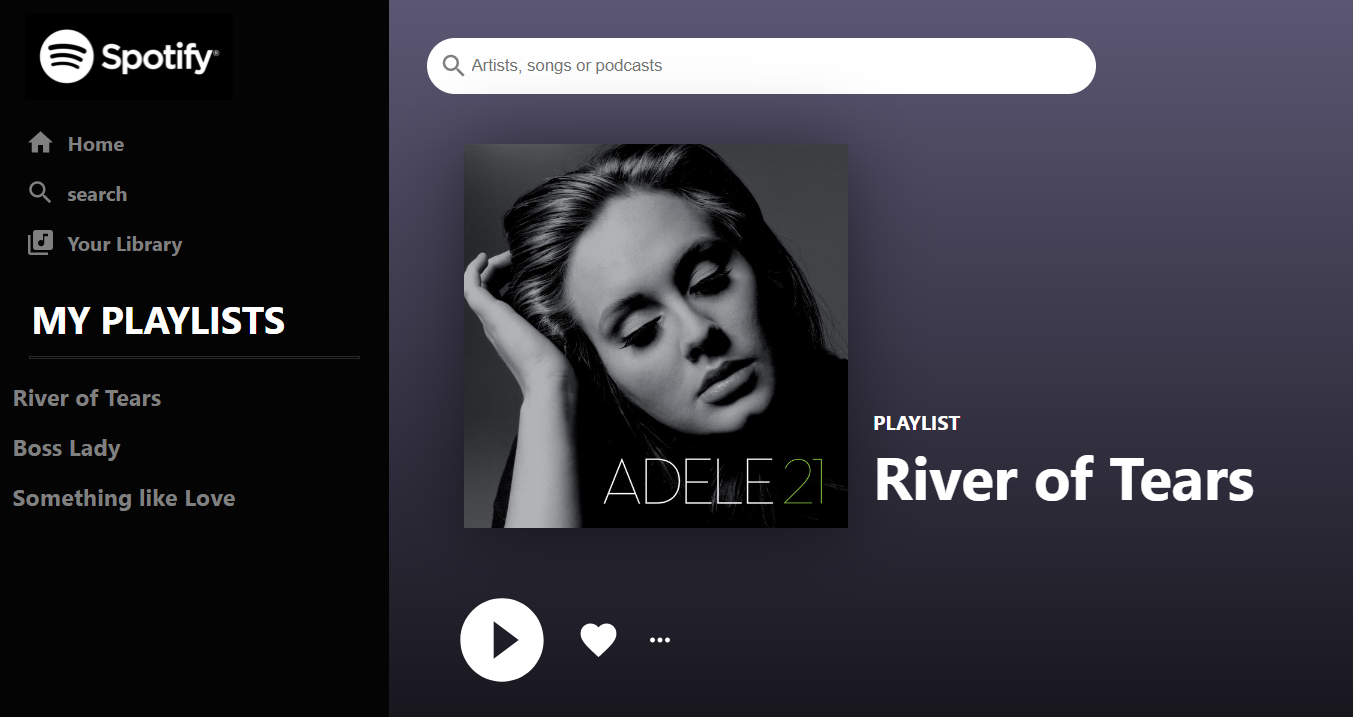 Spotify®
Home
search
Your Library
MY PLAYLISTS
River of Tears
Boss Lady
Something like Love
Artists, songs or podcasts
ADELE 21
PLAYLIST
River of Tears